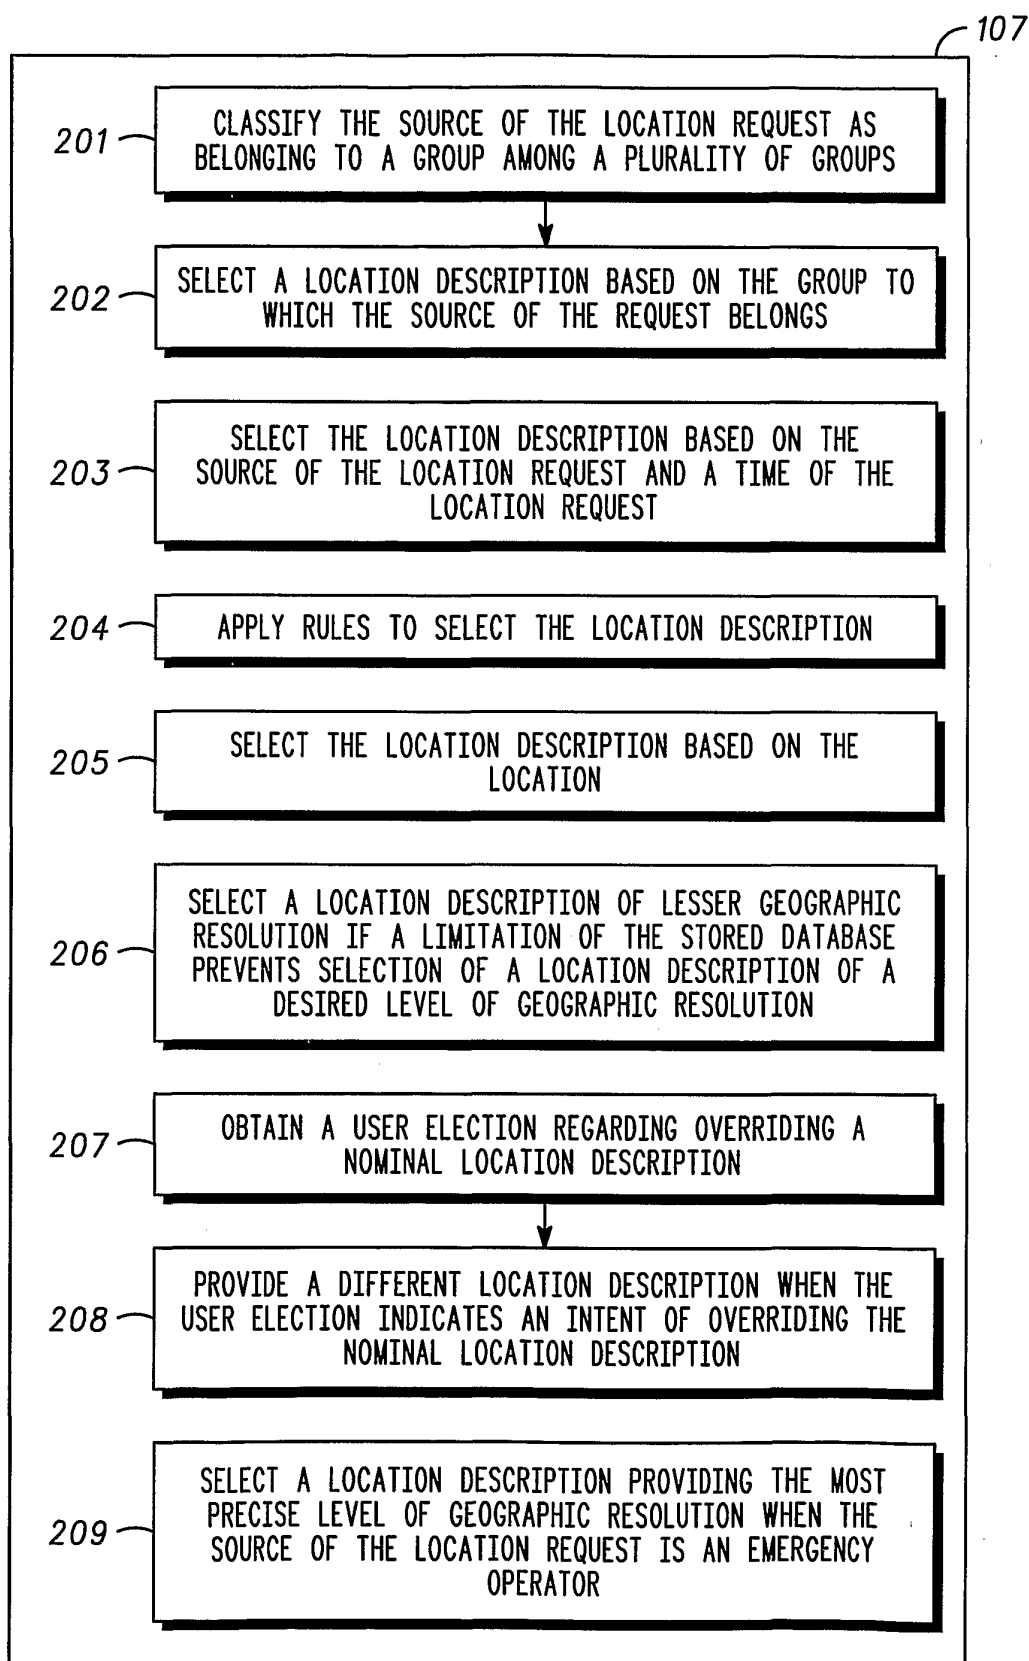 107
201
CLASSIFY THE SOURCE OF THE LOCATION REQUEST AS
BELONGING TO A GROUP AMONG A PLURALITY OF GROUPS
202
SELECT A LOCATION DESCRIPTION BASED ON THE GROUP TO
WHICH THE SOURCE OF THE REQUEST BELONGS
203
SELECT THE LOCATION DESCRIPTION BASED ON THE
SOURCE OF THE LOCATION REQUEST AND A TIME OF THE
LOCATION REQUEST
204
APPLY RULES TO SELECT THE LOCATION DESCRIPTION
205
SELECT THE LOCATION DESCRIPTION BASED ON THE
LOCATION
206
SELECT A LOCATION DESCRIPTION OF LESSER GEOGRAPHIC
RESOLUTION IF A LIMITATION OF THE STORED DATABASE
PREVENTS SELECTION OF A LOCATION DESCRIPTION OF A
DESIRED LEVEL OF GEOGRAPHIC RESOLUTION
207
OBTAIN A USER ELECTION REGARDING OVERRIDING A
NOMINAL LOCATION DESCRIPTION
208
PROVIDE A DIFFERENT LOCATION DESCRIPTION WHEN THE
USER ELECTION INDICATES AN INTENT OF OVERRIDING THE
NOMINAL LOCATION DESCRIPTION
209
SELECT A LOCATION DESCRIPTION PROVIDING THE MOST
PRECISE LEVEL OF GEOGRAPHIC RESOLUTION WHEN THE
SOURCE OF THE LOCATION REQUEST IS AN EMERGENCY
OPERATOR